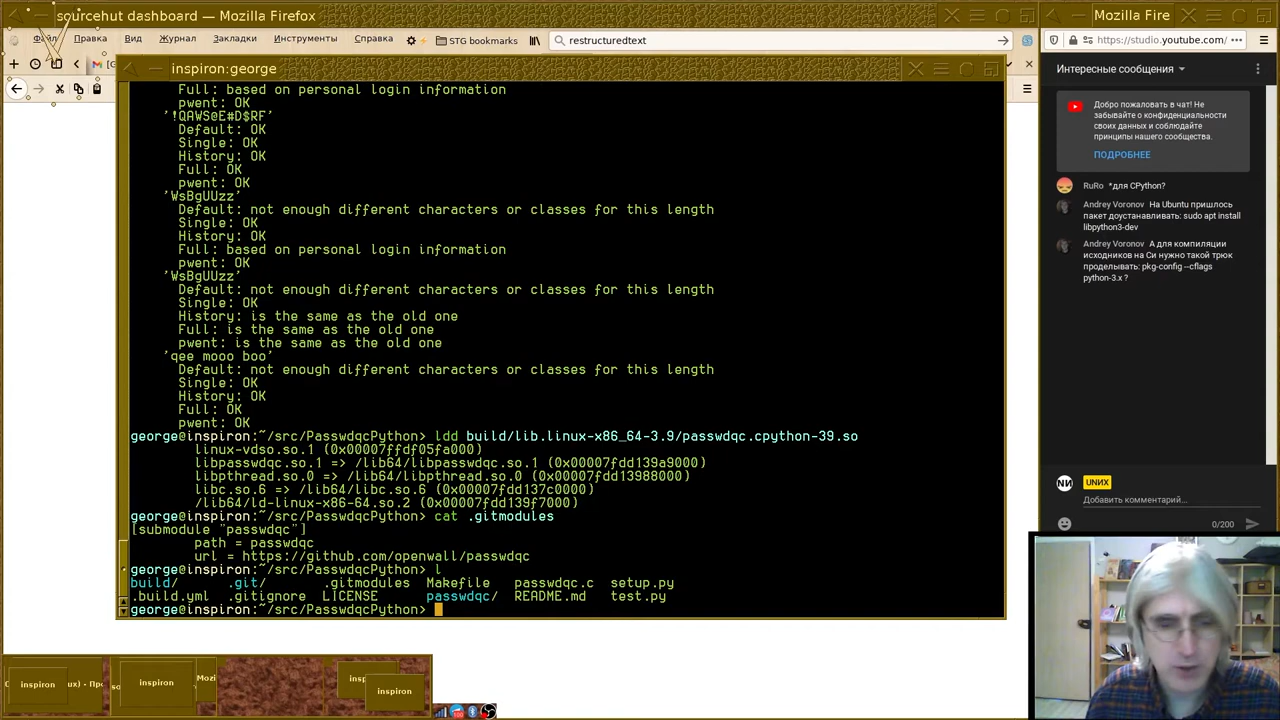 sourcehut dashboard — Mozilla Firefox
Mozilla Fire
Файл Правка Вид Журнал Закладки Инструменты Справка STG bookmarks restructuredtext
https://studio.youtube.com/
inspiron:george
Full: based on personal login information
pwent: OK
'!QAWS@E#D$RF'
Default: OK
Single: OK
History: OK
Full: OK
pwent: OK
'WsBgUUzz'
Default: not enough different characters or classes for this length
Single: OK
History: OK
Full: based on personal login information
pwent: OK
'WsBgUUzz'
Default: not enough different characters or classes for this length
Single: OK
History: is the same as the old one
Full: is the same as the old one
pwent: is the same as the old one
'qee mooo boo'
Default: not enough different characters or classes for this length
Single: OK
History: OK
Full: OK
pwent: OK
george@inspiron:~/src/PasswdqcPython> ldd build/lib.linux-x86_64-3.9/passwdqc.cpython-39.so
linux-vdso.so.1 (0x00007ffdf05fa000)
libpasswdqc.so.1 => /lib64/libpasswdqc.so.1 (0x00007fdd139a9000)
libpthread.so.0 => /lib64/libpthread.so.0 (0x00007fdd13988000)
libc.so.6 => /lib64/libc.so.6 (0x00007fdd137c0000)
/lib64/ld-linux-x86-64.so.2 (0x00007fdd139f7000)
george@inspiron:~/src/PasswdqcPython> cat .gitmodules
[submodule "passwdqc"]
path = passwdqc
url = https://github.com/openwall/passwdqc
george@inspiron:~/src/PasswdqcPython> l
build/ .git/ .gitmodules Makefile passwdqc.c setup.py
.build.yml .gitignore LICENSE passwdqc/ README.md test.py
george@inspiron:~/src/PasswdqcPython>
Интересные сообщения
Добро пожаловать в чат! Не
забывайте о конфиденциальности
своих данных и соблюдайте
принципы нашего сообщества.
ПОДРОБНЕЕ
RuRo *для CPython?
Andrey Voronov На Ubuntu пришлось
пакет доустанавливать: sudo apt install
libpython3-dev
Andrey Voronov А для компиляции
исходников на Си нужно такой трюк
проделывать: pkg-config --cflags
python-3.x ?
UNИX
Добавить комментарий...
0/200
inspiron
inspiron
Mozi
inspiron